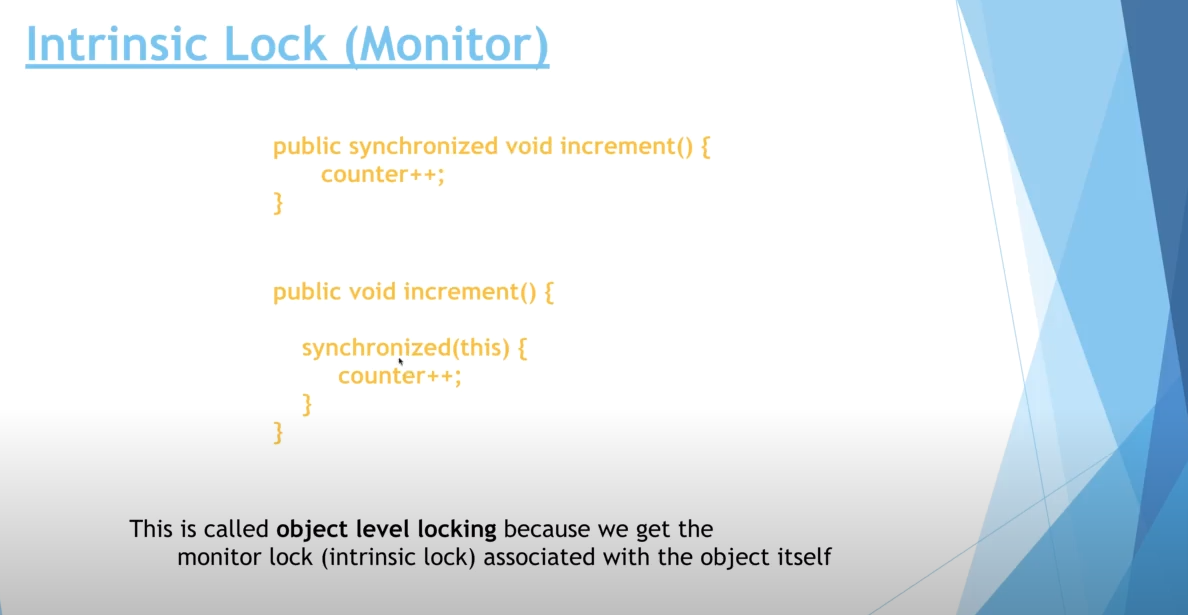 Intrinsic Lock (Monitor)
public synchronized void increment() {
counter++;
}
public void increment() {
synchronized(this) {
counter++;
}
}
This is called object level locking because we get the
monitor lock (intrinsic lock) associated with the object itself